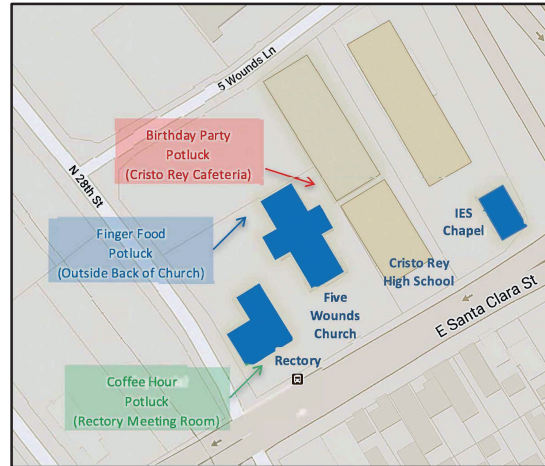 5 Wounds Ln
Birthday Party
Potluck
(Cristo Rey Cafeteria)
N 28th St
Finger Food
Potluck
(Outside Back of Church)
IES
Chapel
Cristo Rey
High School
Five
Wounds
Church
E Santa Clara St
Rectory
Coffee Hour
Potluck
(Rectory Meeting Room)